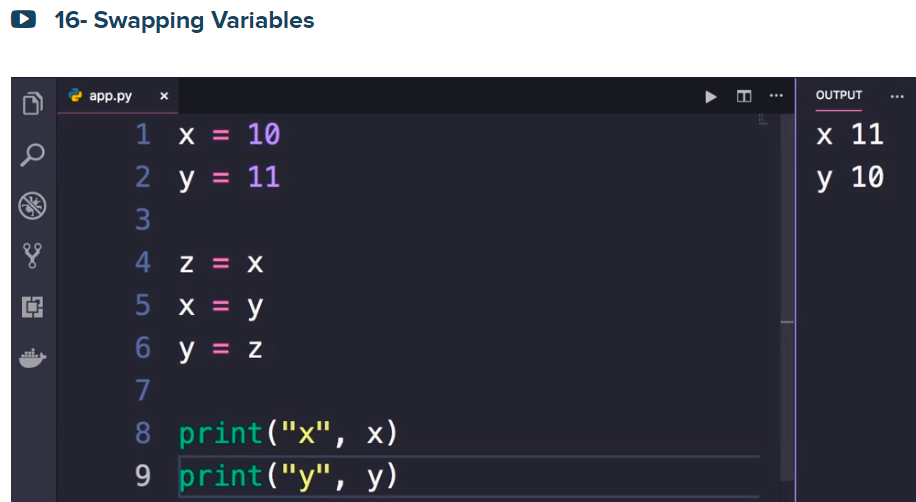 16- Swapping Variables
app.py × ...
1 x = 10
2 y = 11
3
4 z = x
5 x = y
6 y = z
7
8 print("x", x)
9 print("y", y)
OUTPUT ...
x 11
y 10